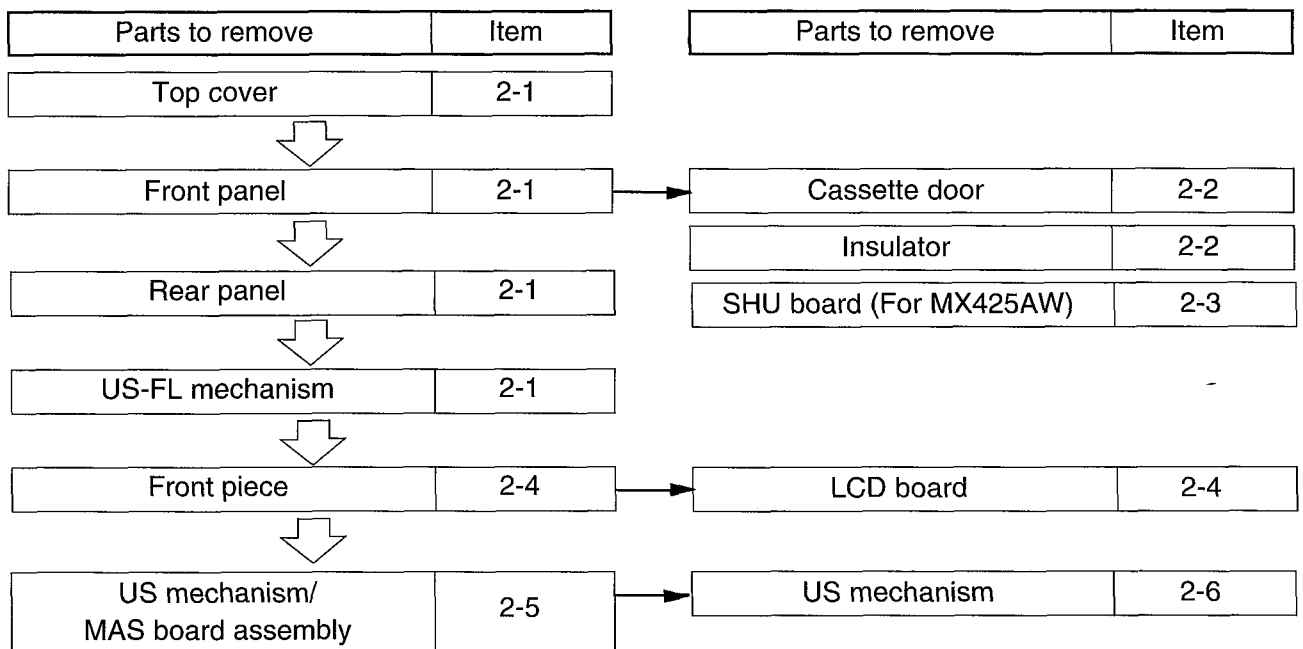 Parts to remove Item Parts to remove Item
Top cover 2-1
Front panel 2-1 Cassette door 2-2
Insulator 2-2
Rear panel 2-1 SHU board (For MX425AW) 2-3
US-FL mechanism 2-1
Front piece 2-4 LCD board 2-4
US mechanism/
MAS board assembly 2-5 US mechanism 2-6